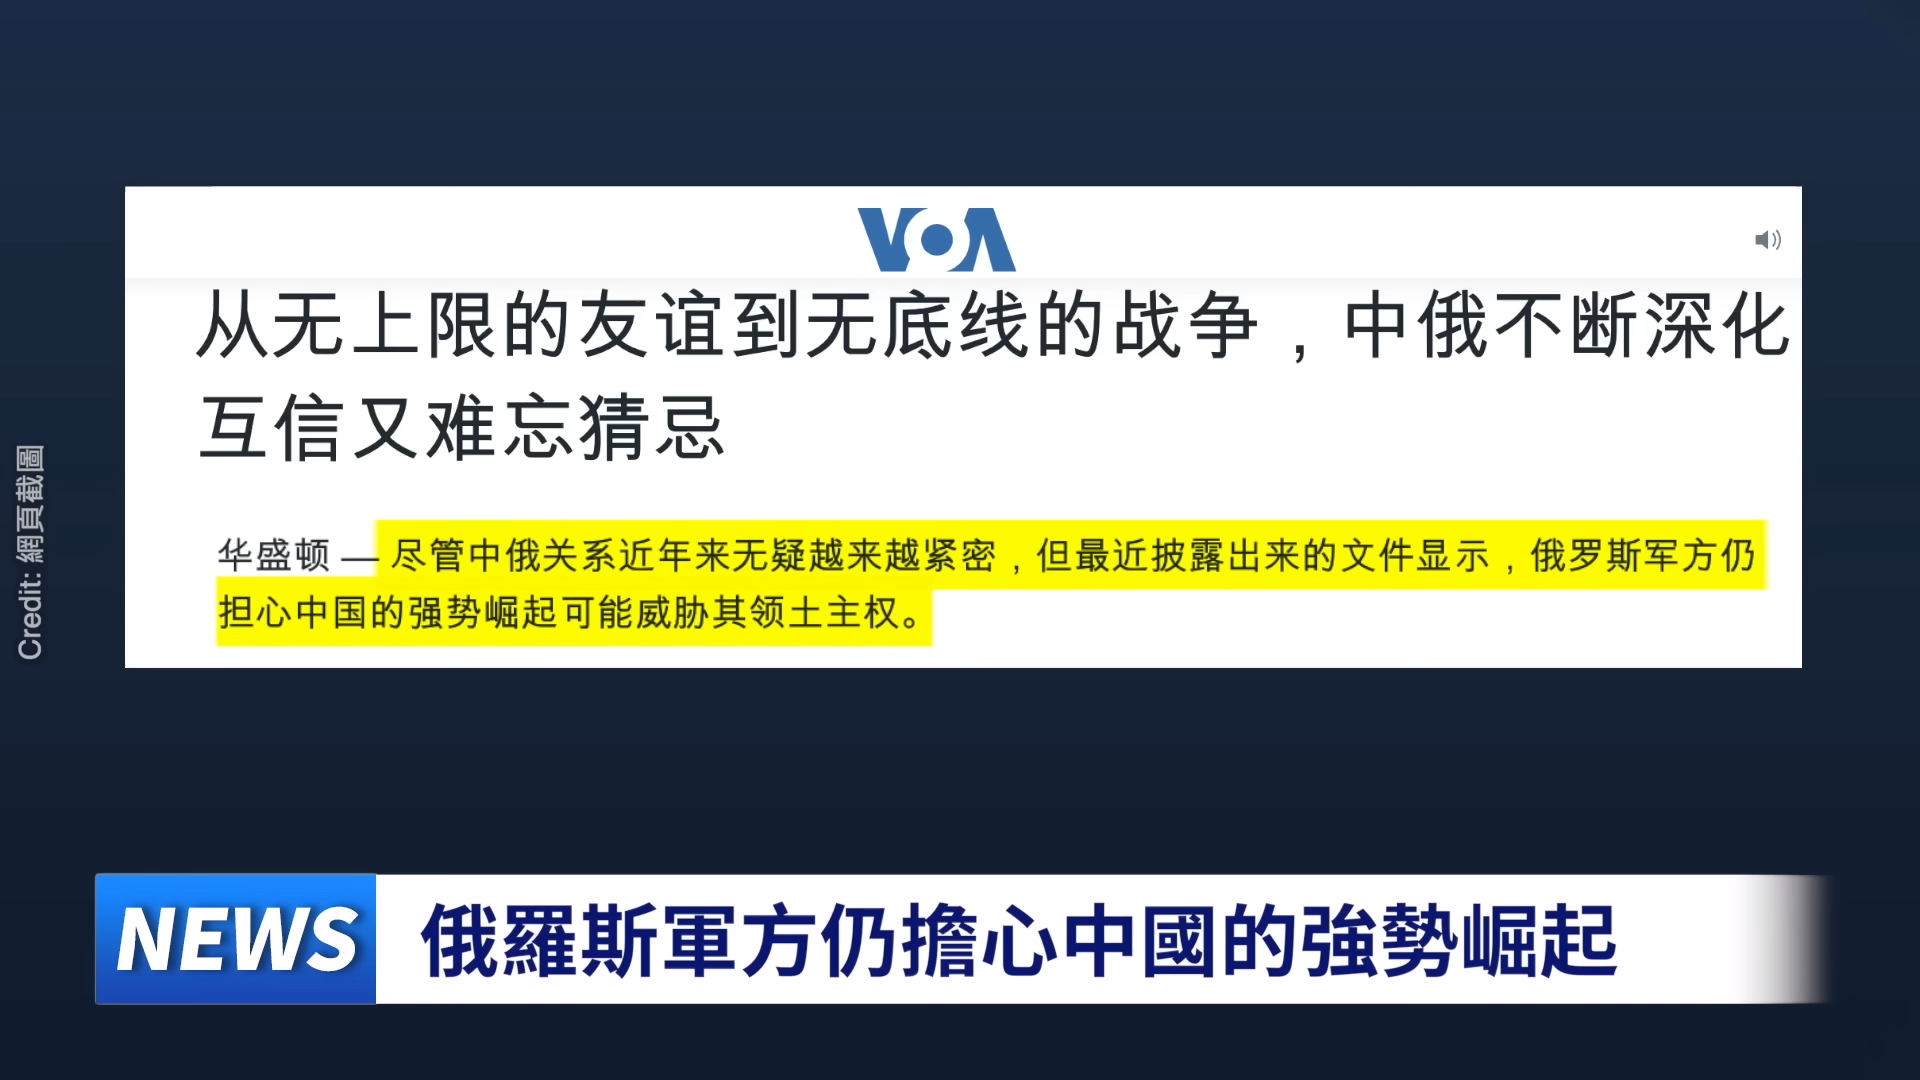 VOA
从无上限的友谊到无底线的战争，中俄不断深化
互信又难忘猜忌
华盛顿 — 尽管中俄关系近年来无疑越来越紧密，但最近披露出来的文件显示，俄罗斯军方仍
担心中国的强势崛起可能威胁其领土主权。
Credit: 網頁截圖
NEWS 俄羅斯軍方仍擔心中國的強勢崛起